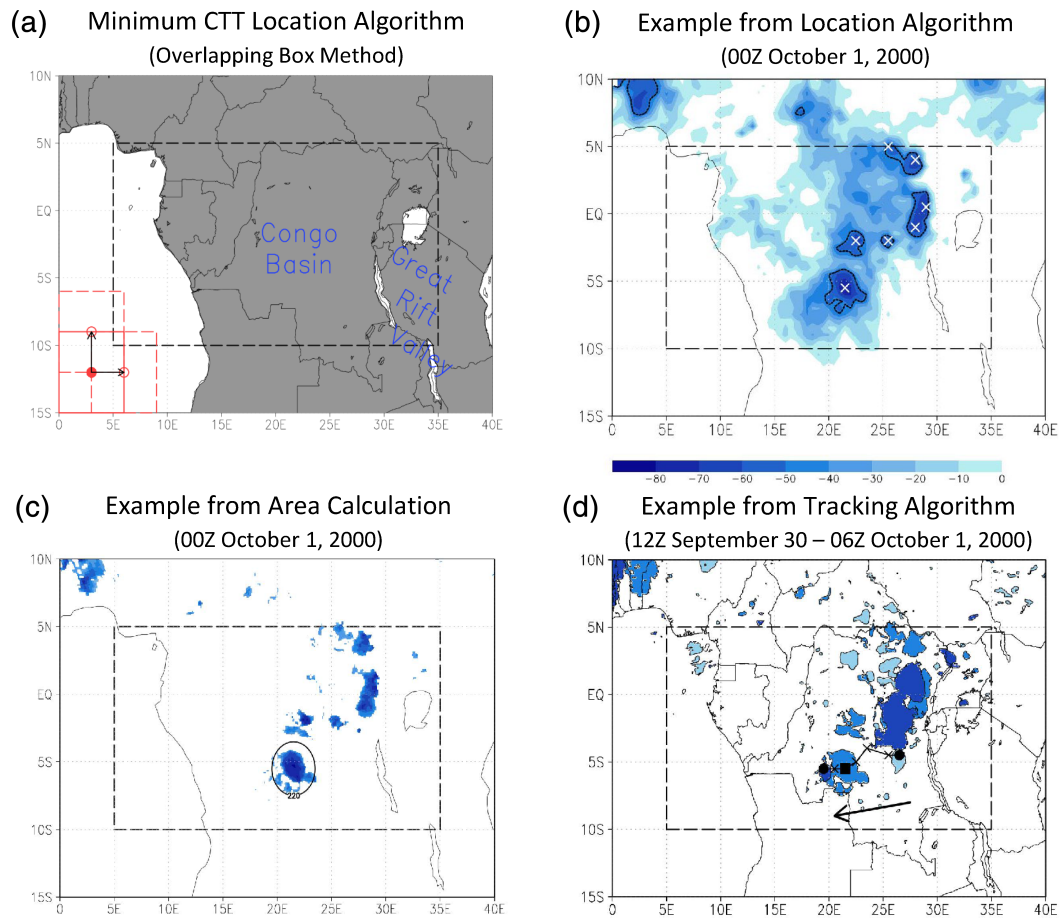 (a) Minimum CTT Location Algorithm
(Overlapping Box Method)
10N
5N
EQ
5S
10S
15S
0 5E 10E 15E 20E 25E 30E 35E 40E
Congo
Basin
Great
Rift
Valley
(b) Example from Location Algorithm
(00Z October 1, 2000)
10N
5N
EQ
5S
10S
15S
0 5E 10E 15E 20E 25E 30E 35E 40E
−80 −70 −60 −50 −40 −30 −20 −10 0
(c) Example from Area Calculation
(00Z October 1, 2000)
10N
5N
EQ
5S
10S
15S
0 5E 10E 15E 20E 25E 30E 35E 40E
220
(d) Example from Tracking Algorithm
(12Z September 30 – 06Z October 1, 2000)
10N
5N
EQ
5S
10S
15S
0 5E 10E 15E 20E 25E 30E 35E 40E